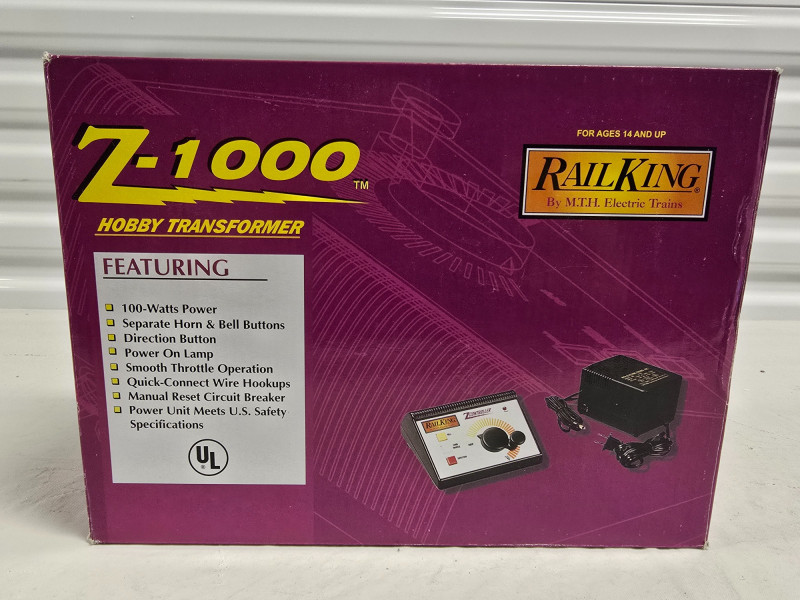 Z-1000 ™
HOBBY TRANSFORMER
FEATURING
100-Watts Power
Separate Horn & Bell Buttons
Direction Button
Power On Lamp
Smooth Throttle Operation
Quick-Connect Wire Hookups
Manual Reset Circuit Breaker
Power Unit Meets U.S. Safety
Specifications
UL ®
FOR AGES 14 AND UP
RAILKING ®
By M.T.H. Electric Trains
RAILKING
Z-CONTROLLER